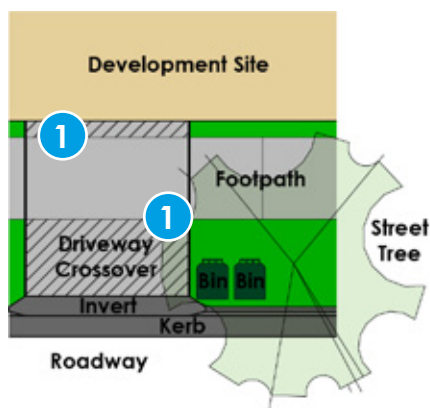 Development Site
1
Footpath
1
Street
Tree
Driveway
Crossover
Bin Bin
Invert
Kerb
Roadway